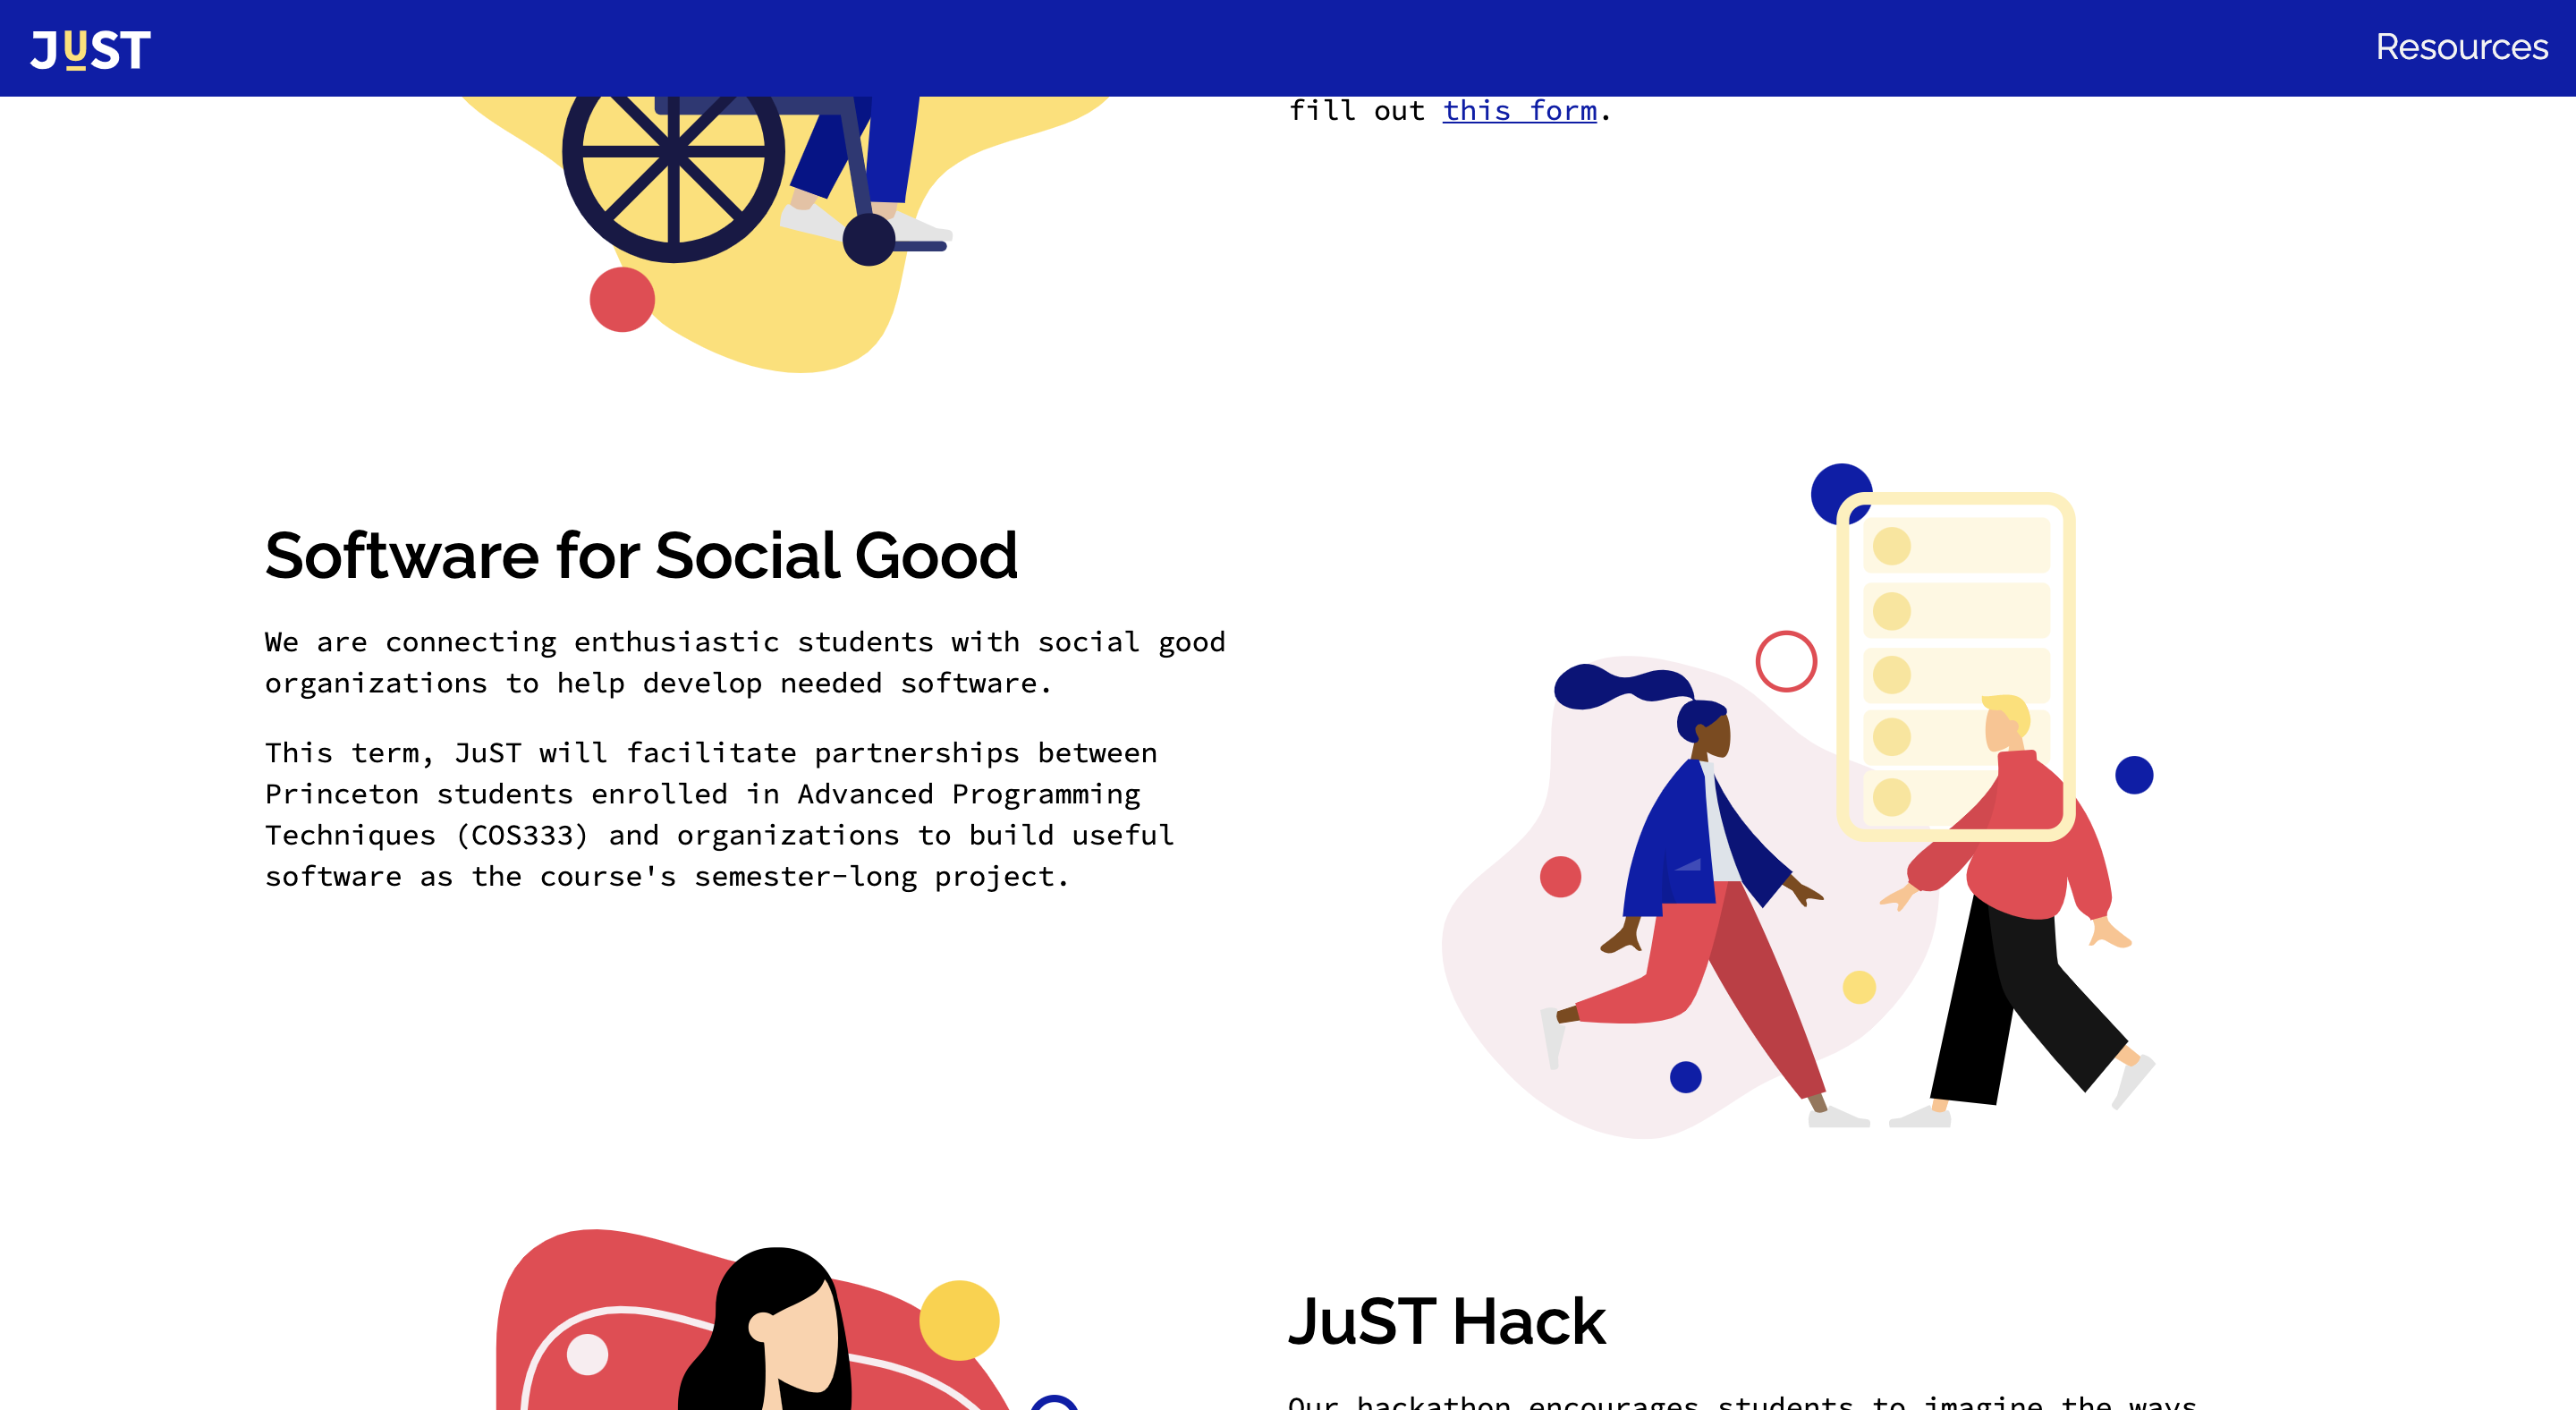 JuST
Resources
fill out this form.
Software for Social Good
We are connecting enthusiastic students with social good
organizations to help develop needed software.
This term, JuST will facilitate partnerships between
Princeton students enrolled in Advanced Programming
Techniques (COS333) and organizations to build useful
software as the course's semester-long project.
JuST Hack
Our hackathon encourages students to imagine the ways